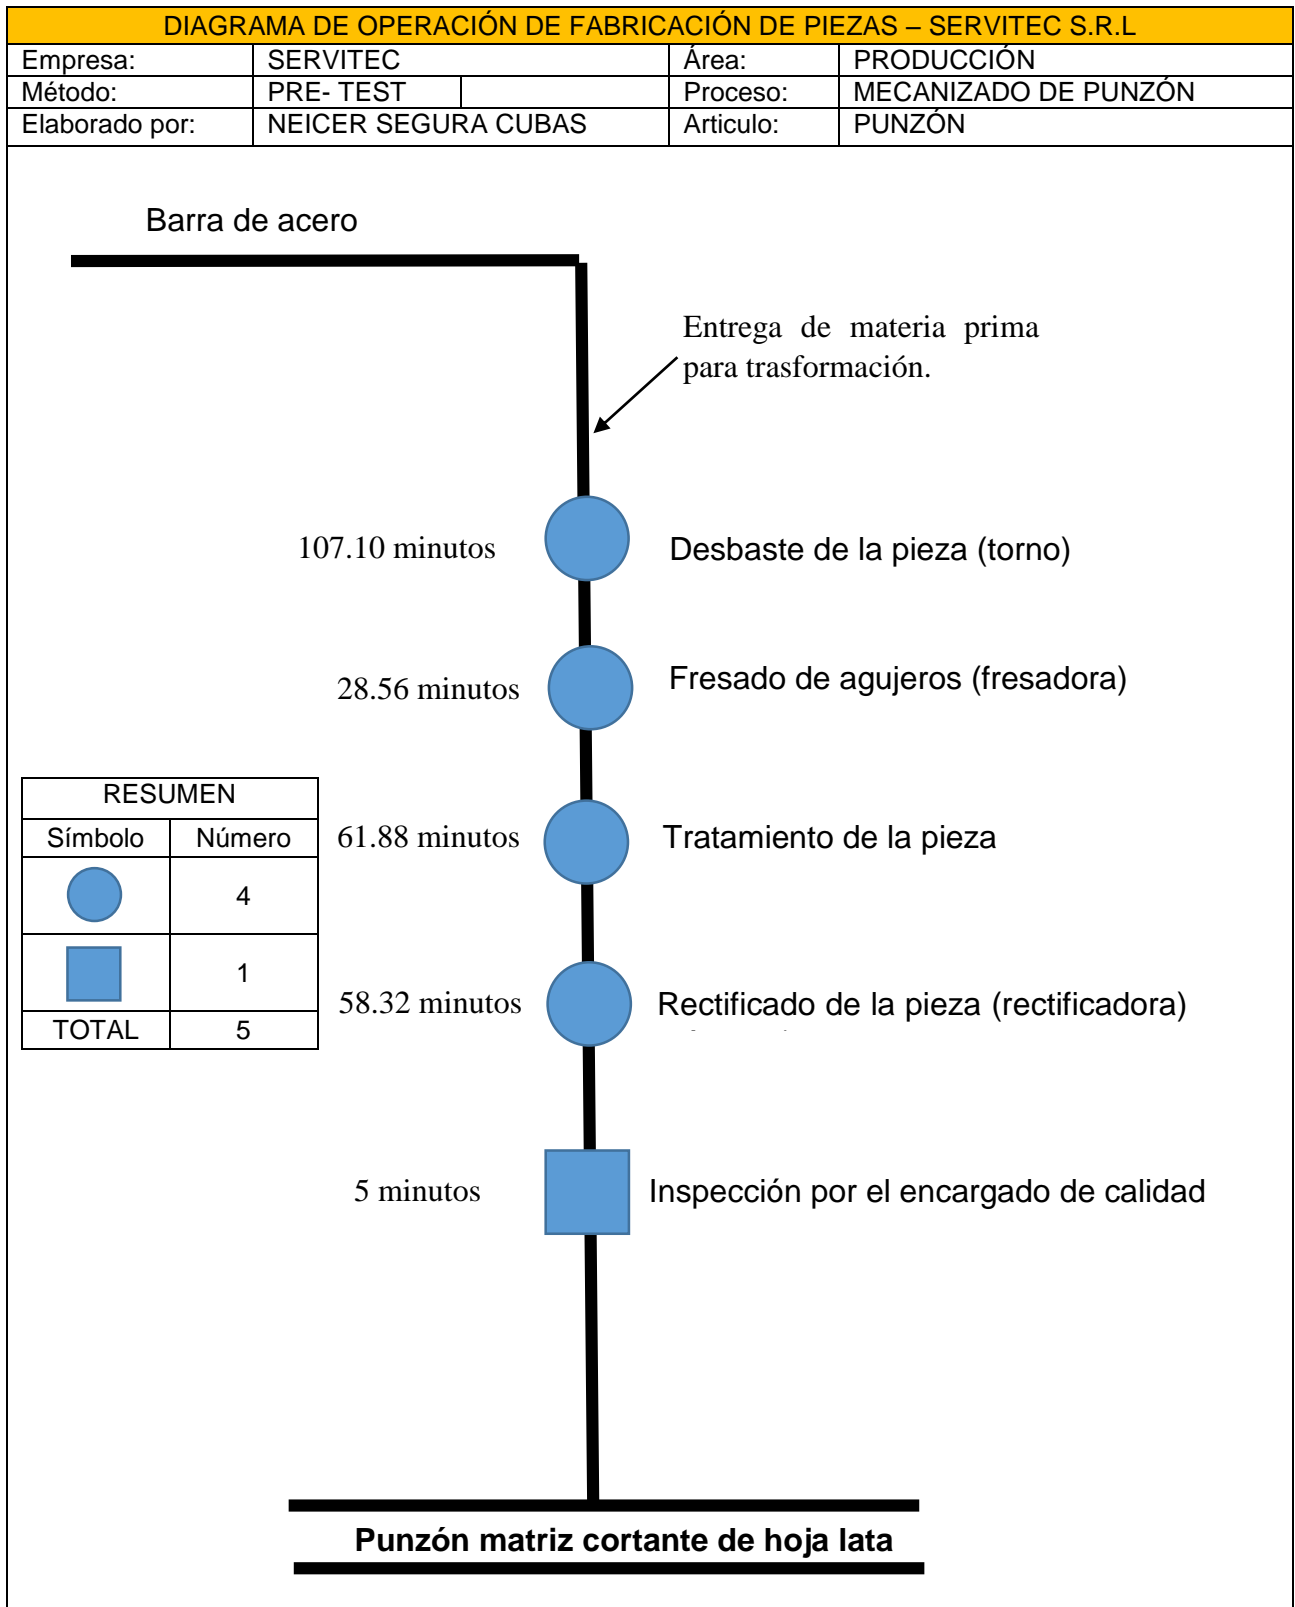 DIAGRAMA DE OPERACIÓN DE FABRICACIÓN DE PIEZAS – SERVITEC S.R.L
Empresa: SERVITEC Área: PRODUCCIÓN
Método: PRE- TEST Proceso: MECANIZADO DE PUNZÓN
Elaborado por: NEICER SEGURA CUBAS Articulo: PUNZÓN
Barra de acero
Entrega de materia prima
para trasformación.
107.10 minutos Desbaste de la pieza (torno)
28.56 minutos Fresado de agujeros (fresadora)
RESUMEN
Símbolo Número
4
1
TOTAL 5
61.88 minutos Tratamiento de la pieza
58.32 minutos Rectificado de la pieza (rectificadora)
5 minutos Inspección por el encargado de calidad
Punzón matriz cortante de hoja lata